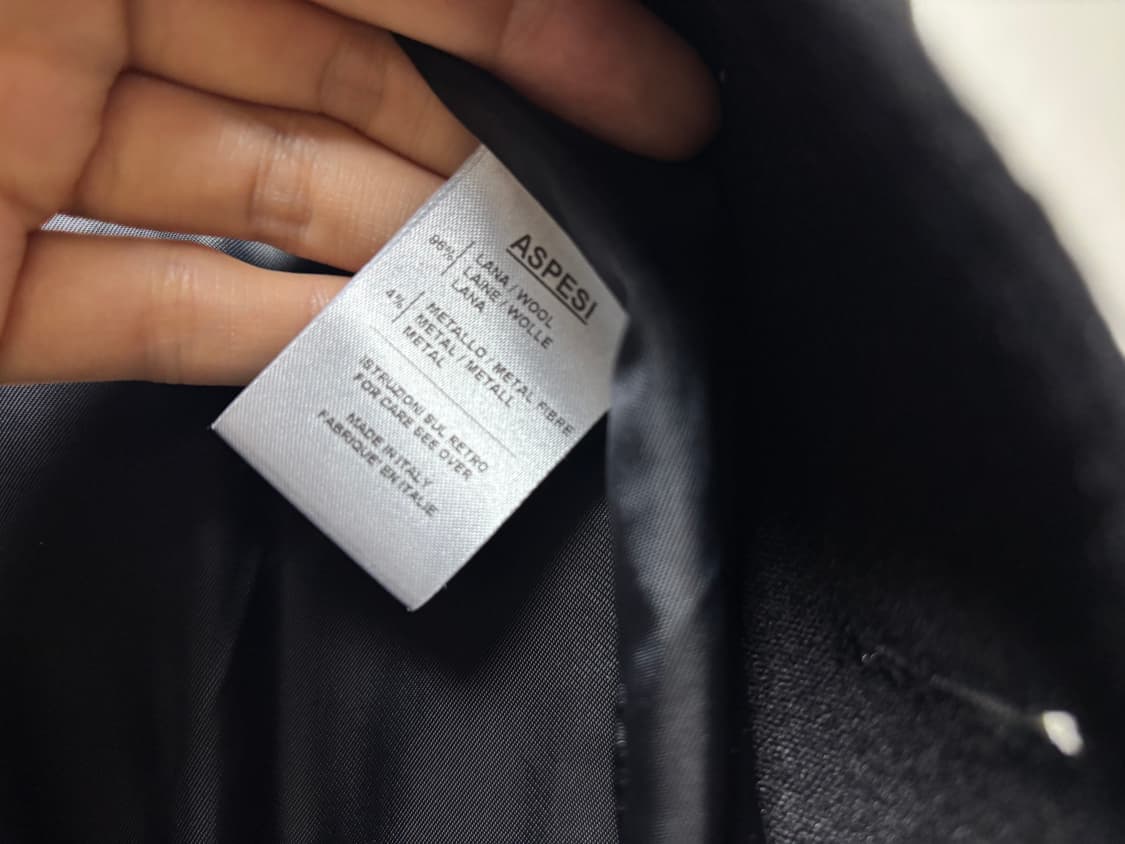 ASPESI
96% LANA / WOOL
LAINE / WOLLE
LANA
4% METALLO / METAL FIBRE
METAL / METALL
METAL
ISTRUZIONI SUL RETRO
FOR CARE SEE OVER
MADE IN ITALY
FABRIQUE' EN ITALIE